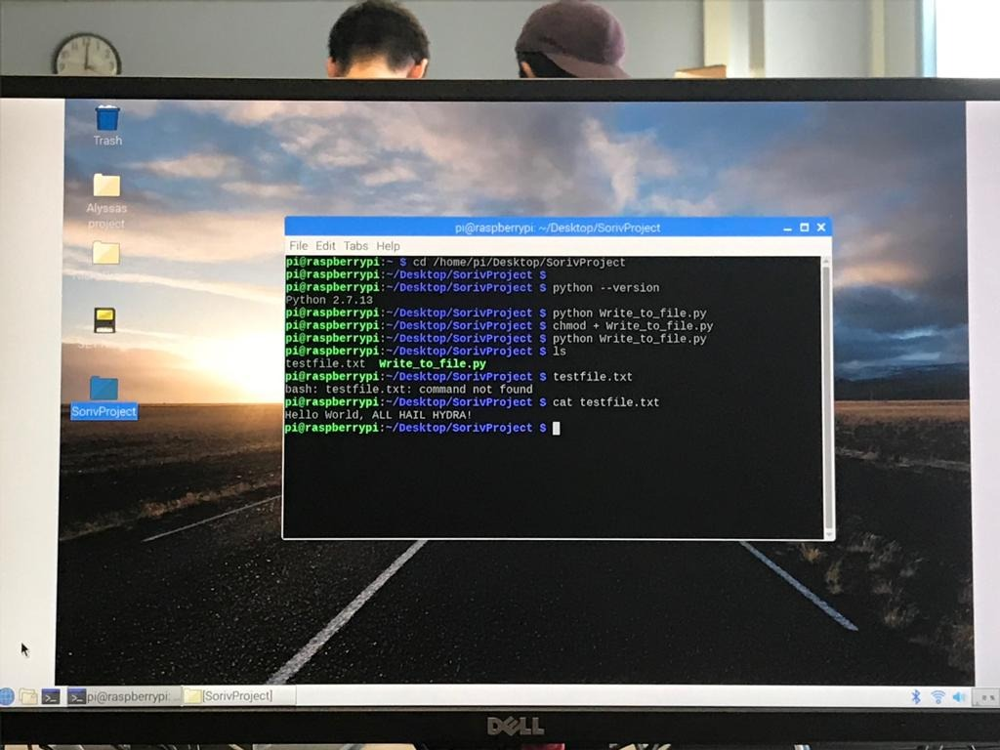 Trash
Alyssas
project
SorivProject
pi@raspberrypi: ~/Desktop/SorivProject
File Edit Tabs Help
pi@raspberrypi:~ $ cd /home/pi/Desktop/SorivProject
pi@raspberrypi:~/Desktop/SorivProject $
pi@raspberrypi:~/Desktop/SorivProject $ python --version
Python 2.7.13
pi@raspberrypi:~/Desktop/SorivProject $ python Write_to_file.py
pi@raspberrypi:~/Desktop/SorivProject $ chmod + Write_to_file.py
pi@raspberrypi:~/Desktop/SorivProject $ python Write_to_file.py
pi@raspberrypi:~/Desktop/SorivProject $ ls
testfile.txt Write_to_file.py
pi@raspberrypi:~/Desktop/SorivProject $ testfile.txt
bash: testfile.txt: command not found
pi@raspberrypi:~/Desktop/SorivProject $ cat testfile.txt
Hello World, ALL HAIL HYDRA!
pi@raspberrypi:~/Desktop/SorivProject $
pi@raspberrypi: ...
[SorivProject]
DELL